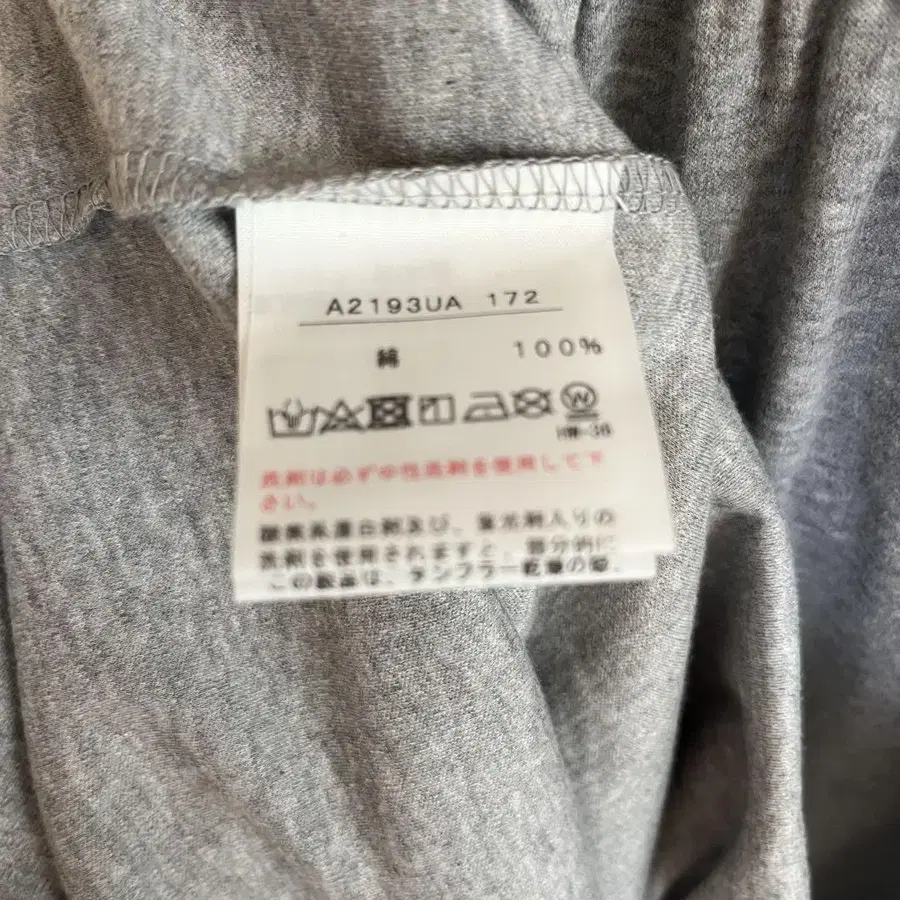 A2193UA 172
綿 100%
HW-36
洗剤は必ず中性洗剤を使用して下
さい。
酸素系漂白剤及び、蛍光剤入りの
洗剤を使用されますと、部分的に
この製品は、タンブラー乾燥の際、